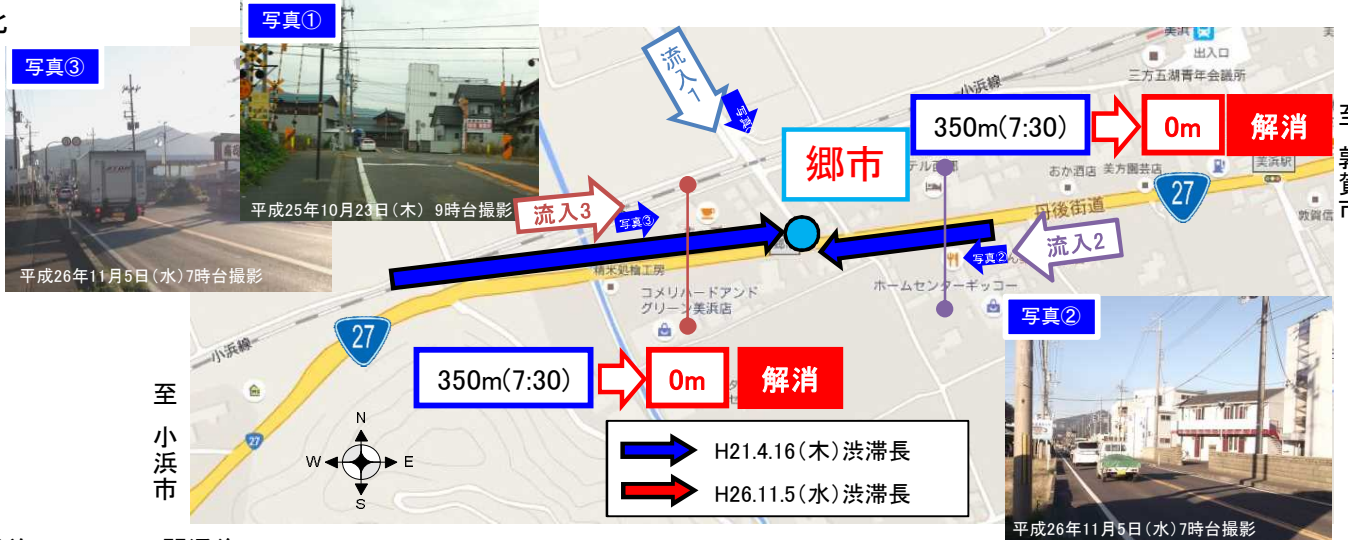 写真①
写真③
平成25年10月23日(木) 9時台撮影
平成26年11月5日(水)7時台撮影
流入1
写真①
小浜線
美浜
出入口
三方五湖青年会議所
350m(7:30)
0m
解消
至 敦賀市
郷市
おか酒店
美方園芸店
美浜駅
27
丹後街道
敦賀信
流入3
写真③
流入2
写真②
精米処檜工房
コメリハードアンド
グリーン美浜店
ホームセンターギッコー
写真②
27
小浜線
350m(7:30)
0m
解消
至 小浜市
27
N
W
E
S
H21.4.16(木)渋滞長
H26.11.5(水)渋滞長
平成26年11月5日(水)7時台撮影